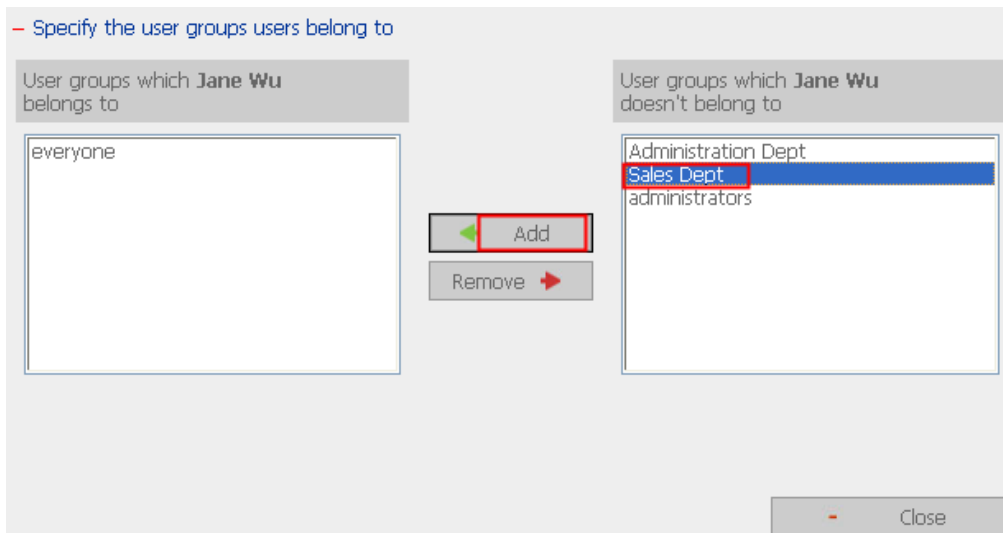 – Specify the user groups users belong to
User groups which Jane Wu
belongs to
everyone
Add
Remove
User groups which Jane Wu
doesn't belong to
Administration Dept
Sales Dept
administrators
- Close